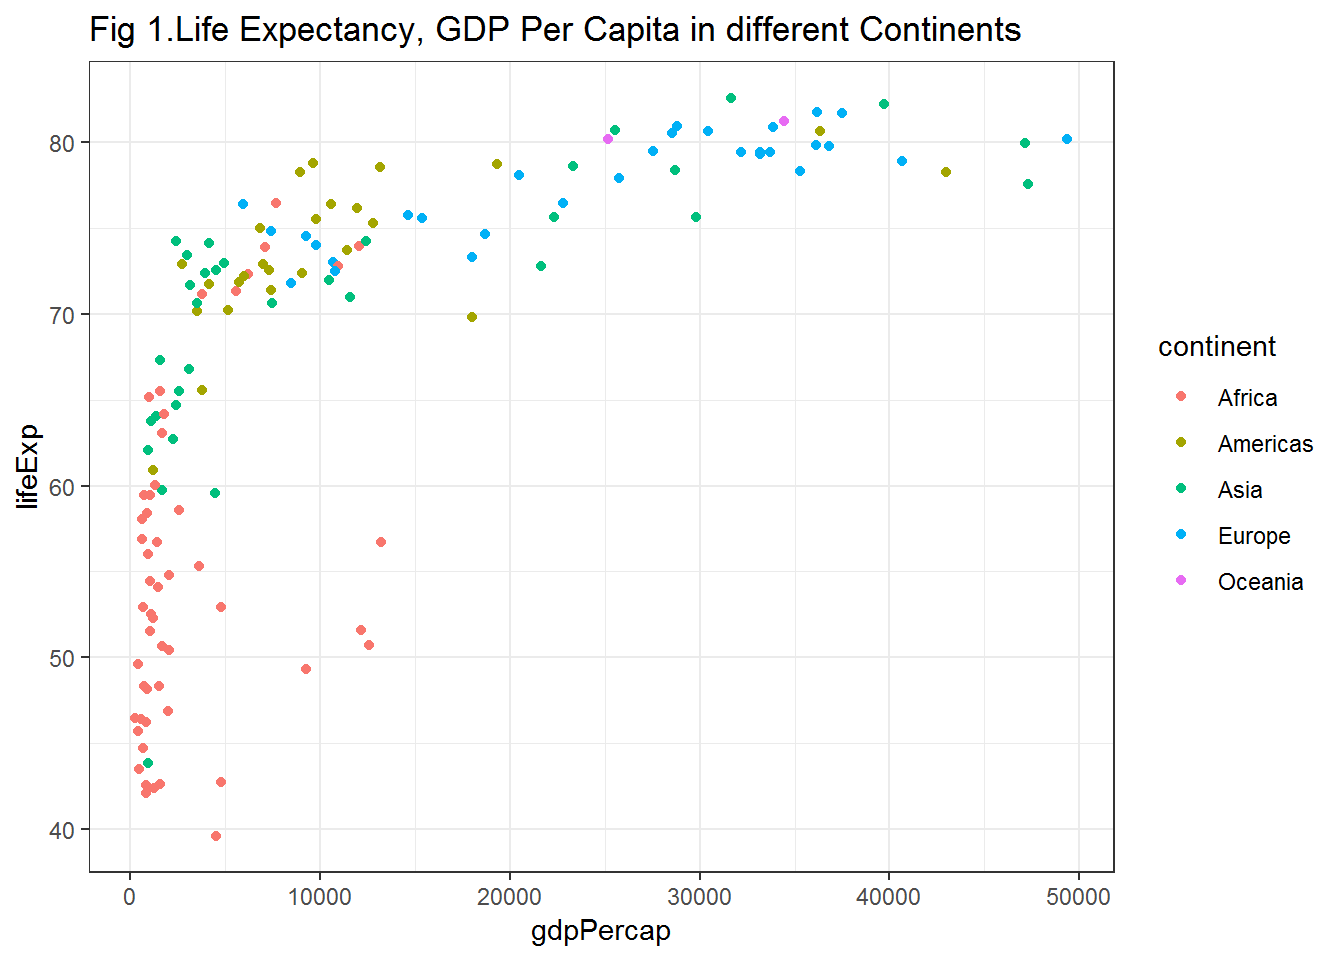 Fig 1.Life Expectancy, GDP Per Capita in different Continents
80
70
60
50
40
lifeExp
0 10000 20000 30000 40000 50000
gdpPercap
continent
Africa
Americas
Asia
Europe
Oceania